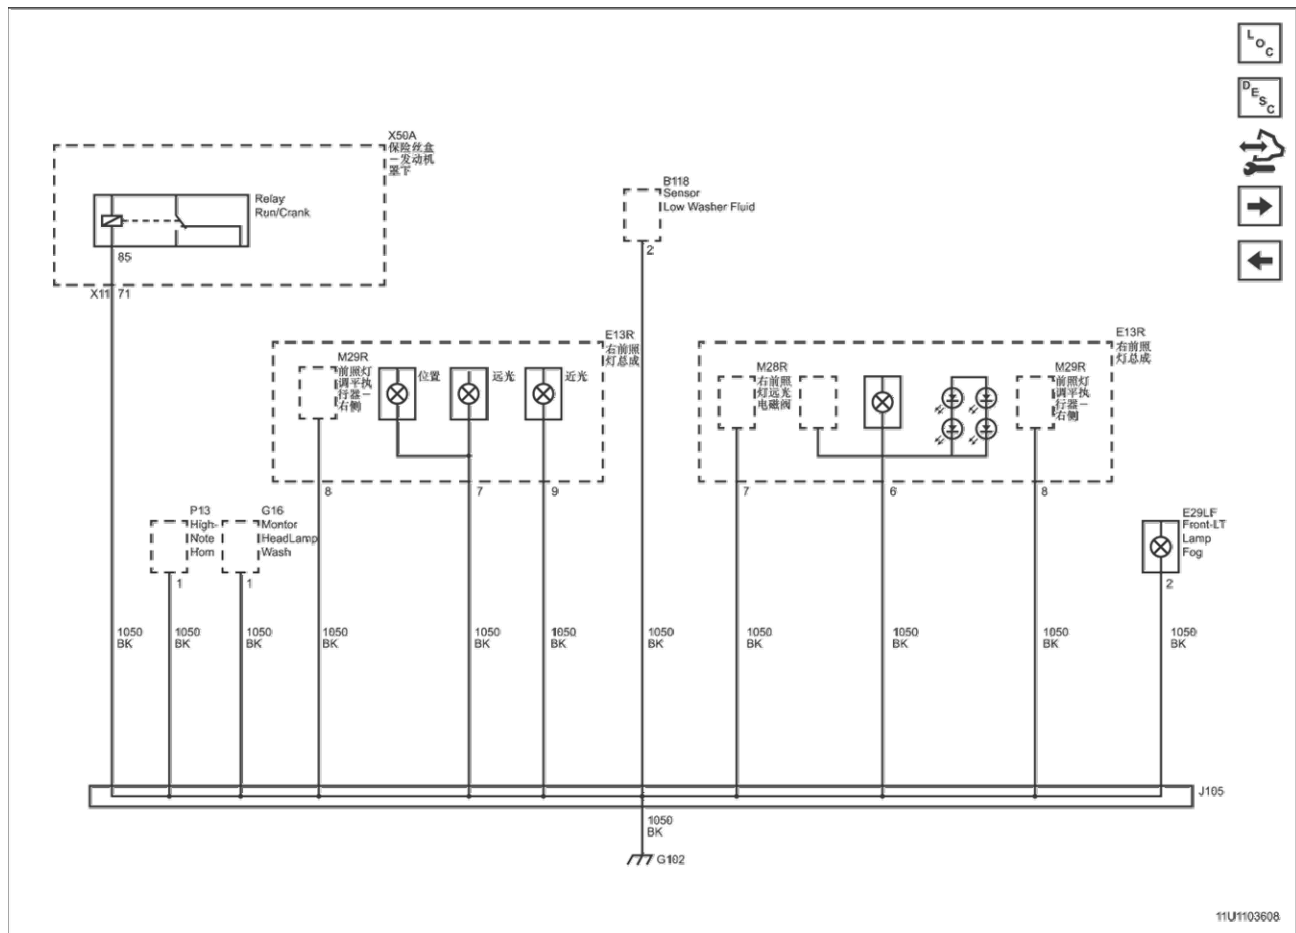 LOC
DESC
X50A
保险丝盒
－发动机
罩下
Relay
Run/Crank
85
X11 71
B118
Sensor
Low Washer Fluid
2
E13R
右前照
灯总成
M29R
前照灯
调平执
行器－
右侧
位置
远光
近光
8
7
9
E13R
右前照
灯总成
M28R
右前照
灯远光
电磁阀
M29R
前照灯
调平执
行器－
右侧
7
6
8
P13
High-
Note
Horn
1
G16
Montor
HeadLamp
Wash
1
E29LF
Front-LT
Lamp
Fog
2
1050
BK
1050
BK
1050
BK
1050
BK
1050
BK
1050
BK
1050
BK
1050
BK
1050
BK
1050
BK
1050
BK
J105
1050
BK
G102
11U1103608